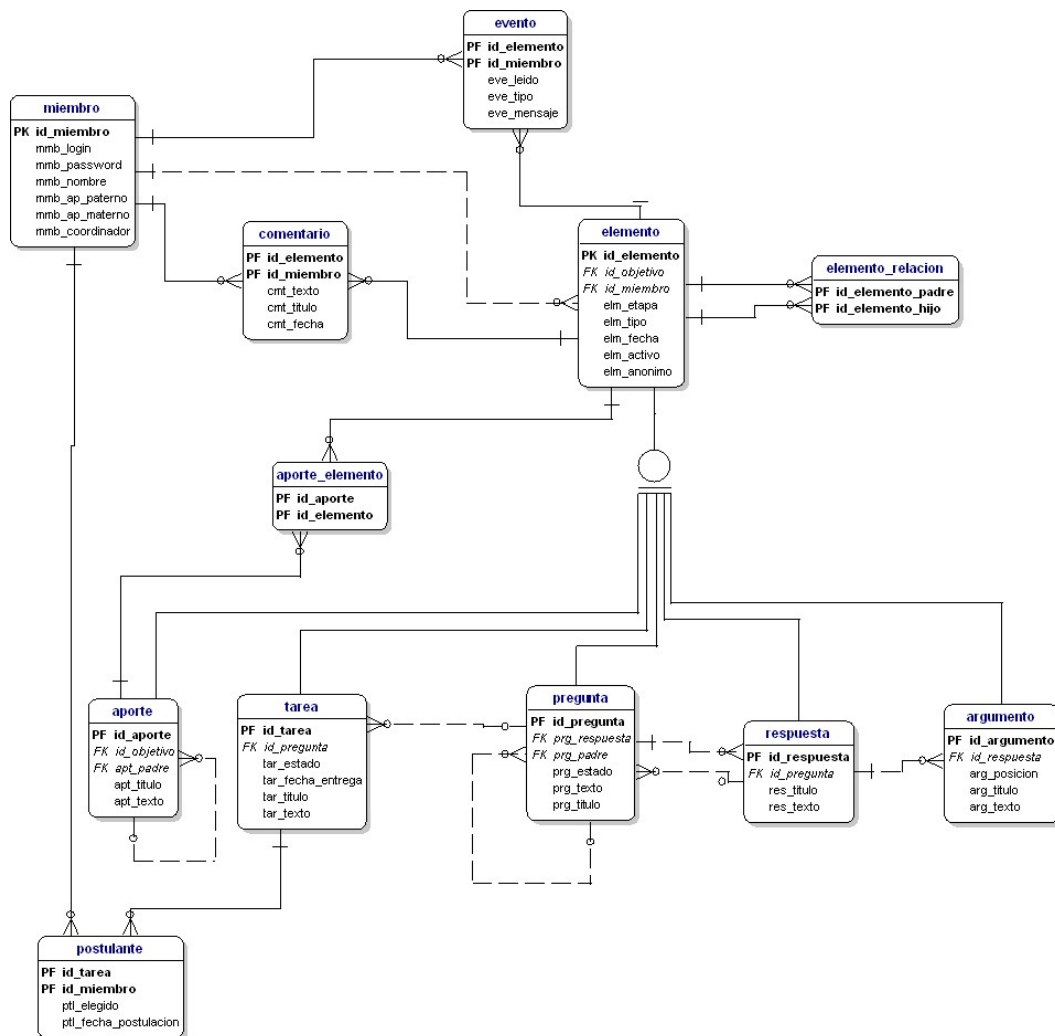 evento
PF id_elemento
PF id_miembro
eve_leido
eve_tipo
eve_mensaje
miembro
PK id_miembro
mmb_login
mmb_password
mmb_nombre
mmb_ap_paterno
mmb_ap_materno
mmb_coordinador
comentario
PF id_elemento
PF id_miembro
cmt_texto
cmt_titulo
cmt_fecha
elemento
PK id_elemento
FK id_objetivo
FK id_miembro
elm_etapa
elm_tipo
elm_fecha
elm_activo
elm_anonimo
elemento_relacion
PF id_elemento_padre
PF id_elemento_hijo
aporte_elemento
PF id_aporte
PF id_elemento
aporte
PF id_aporte
FK id_objetivo
FK apt_padre
apt_titulo
apt_texto
tarea
PF id_tarea
FK id_pregunta
tar_estado
tar_fecha_entrega
tar_titulo
tar_texto
pregunta
PF id_pregunta
FK prg_respuesta
FK prg_padre
prg_estado
prg_texto
prg_titulo
respuesta
PF id_respuesta
FK id_pregunta
res_titulo
res_texto
argumento
PF id_argumento
FK id_respuesta
arg_posicion
arg_titulo
arg_texto
postulante
PF id_tarea
PF id_miembro
ptl_elegido
ptl_fecha_postulacion